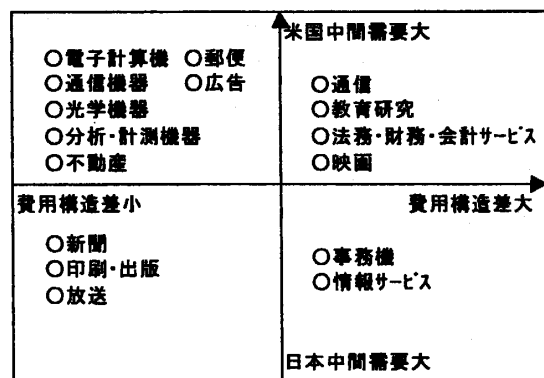 米国中間需要大
○電子計算機 ○郵便
○通信機器 ○広告
○光学機器
○分析・計測機器
○不動産
○通信
○教育研究
○法務・財務・会計サービス
○映画
費用構造差小
費用構造差大
○新聞
○印刷・出版
○放送
○事務機
○情報サービス
日本中間需要大